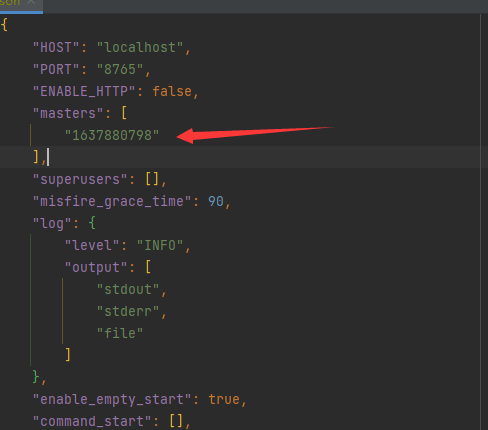 son
{
"HOST": "localhost",
"PORT": "8765",
"ENABLE_HTTP": false,
"masters": [
"1637880798"
],
"superusers": [],
"misfire_grace_time": 90,
"log": {
"level": "INFO",
"output": [
"stdout",
"stderr",
"file"
]
},
"enable_empty_start": true,
"command_start": [],